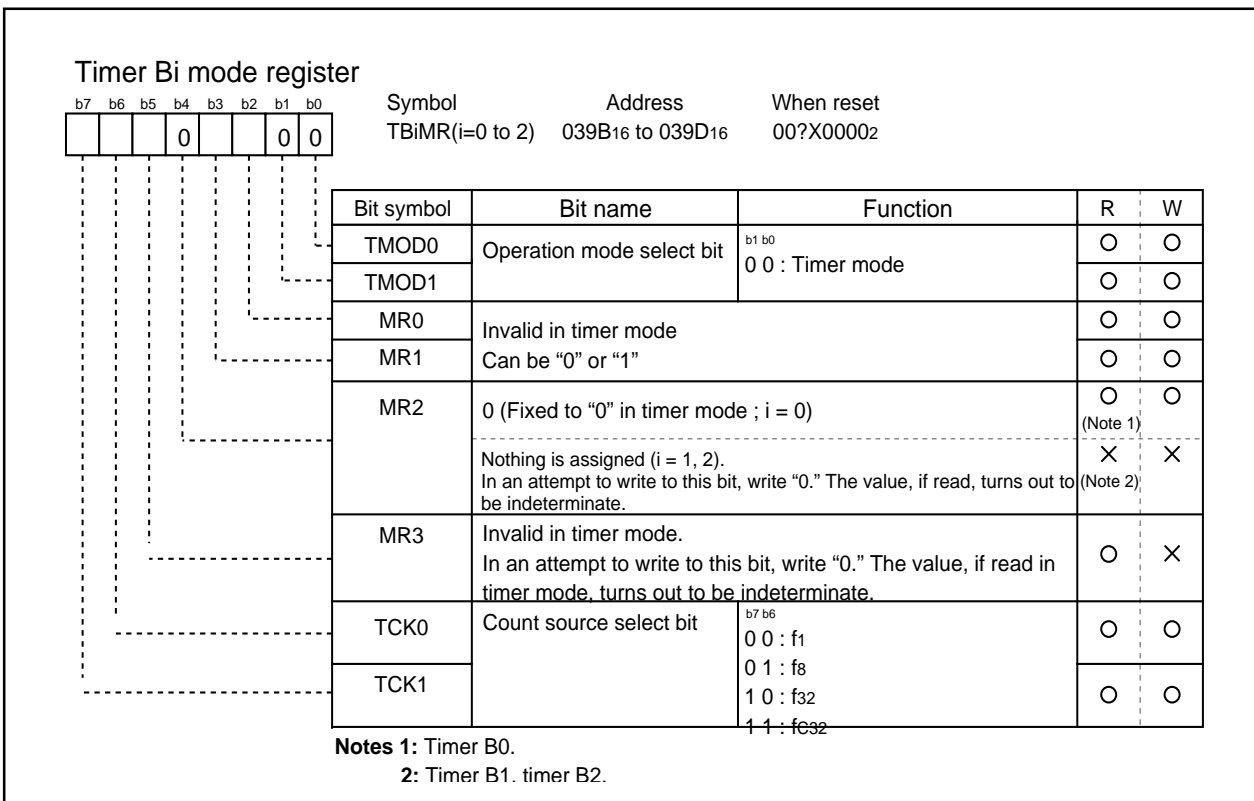 Timer Bi mode register
b7 b6 b5 b4 b3 b2 b1 b0
0 0 0
Symbol Address When reset
TBiMR(i=0 to 2) 039B16 to 039D16 00?X00002
Bit symbol Bit name Function R W
TMOD0 Operation mode select bit b1 b0 O O
0 0 : Timer mode
TMOD1 O O
MR0 Invalid in timer mode O O
MR1 Can be “0” or “1” O O
MR2 0 (Fixed to “0” in timer mode ; i = 0) O O
(Note 1)
Nothing is assigned (i = 1, 2). X X
In an attempt to write to this bit, write “0.” The value, if read, turns out to (Note 2)
be indeterminate.
MR3 Invalid in timer mode.
In an attempt to write to this bit, write “0.” The value, if read in O X
timer mode, turns out to be indeterminate.
TCK0 Count source select bit b7 b6 O O
0 0 : f1
0 1 : f8
TCK1 1 0 : f32 O O
1 1 : fC32
Notes 1: Timer B0.
2: Timer B1, timer B2.